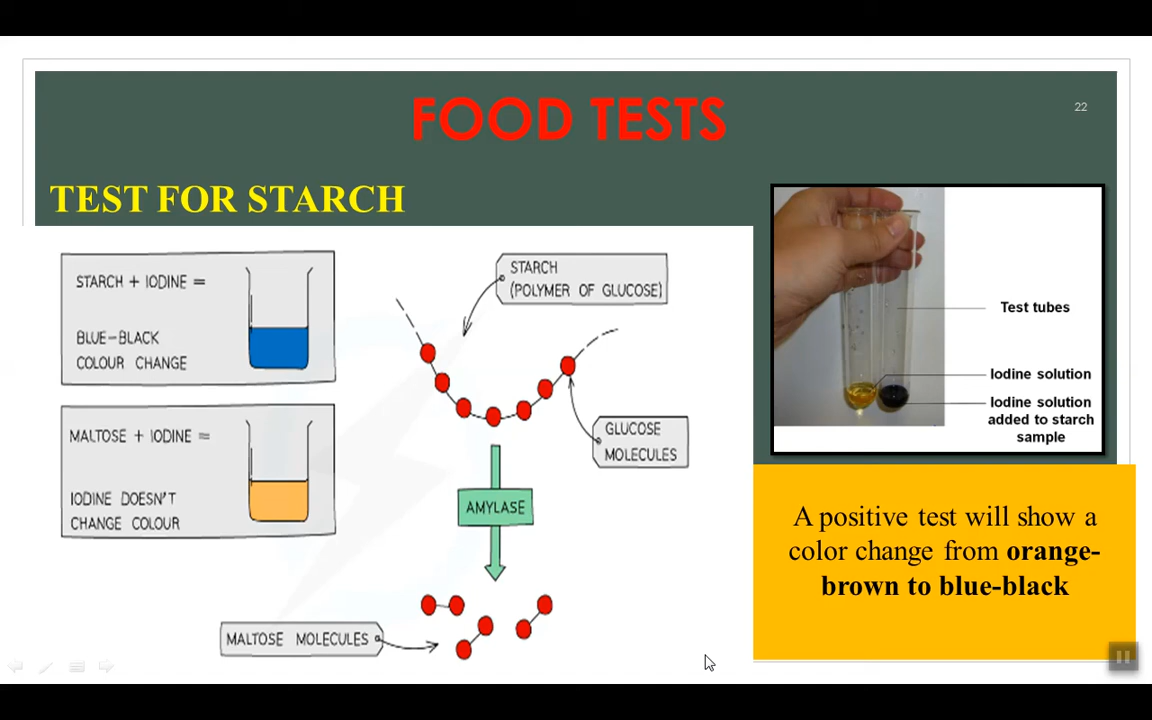 FOOD TESTS
22
TEST FOR STARCH
STARCH + IODINE =
BLUE-BLACK
COLOUR CHANGE
MALTOSE + IODINE =
IODINE DOESN'T
CHANGE COLOUR
STARCH
(POLYMER OF GLUCOSE)
GLUCOSE
MOLECULES
AMYLASE
MALTOSE MOLECULES
Test tubes
Iodine solution
Iodine solution
added to starch
sample
A positive test will show a
color change from orange-
brown to blue-black